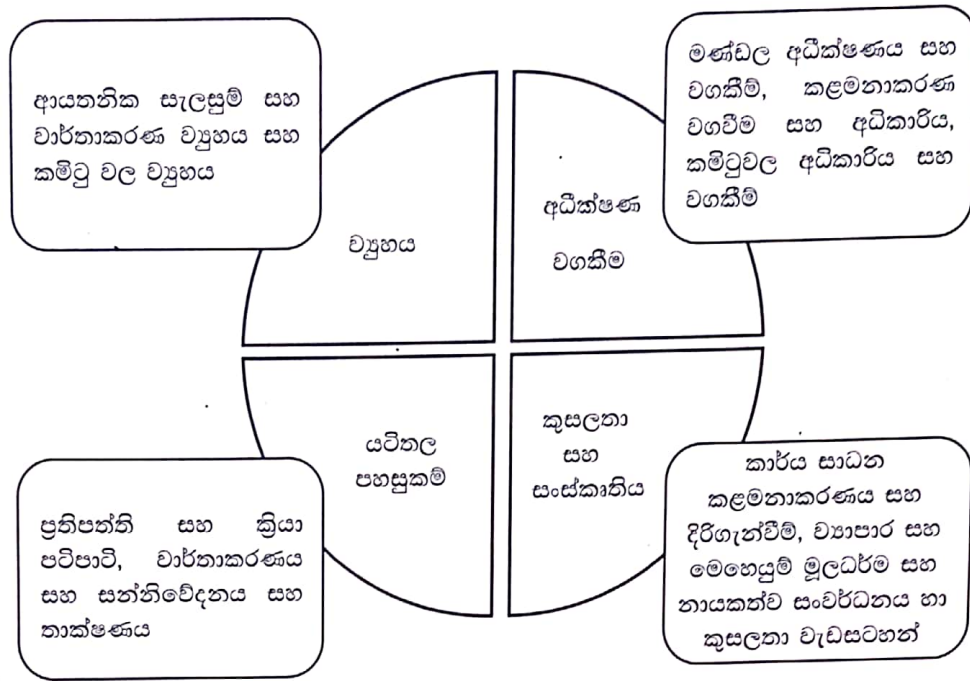 ආයතනික සැලසුම් සහ
වාර්තාකරණ ව්‍යුහය සහ
කමිටු වල ව්‍යුහය
මණ්ඩල අධීක්ෂණය සහ
වගකීම්, කළමනාකරණ
වගවීම සහ අධිකාරිය,
කමිටුවල අධිකාරිය සහ
වගකීම්
ව්‍යුහය
අධීක්ෂණ
වගකීම
යටිතල
පහසුකම්
කුසලතා
සහ
සංස්කෘතිය
ප්‍රතිපත්ති සහ ක්‍රියා
පටිපාටි, වාර්තාකරණය
සහ සන්නිවේදනය සහ
තාක්ෂණය
කාර්ය සාධන
කළමනාකරණය සහ
දිරිගැන්වීම්, ව්‍යාපාර සහ
මෙහෙයුම් මූලධර්ම සහ
නායකත්ව සංවර්ධනය හා
කුසලතා වැඩසටහන්